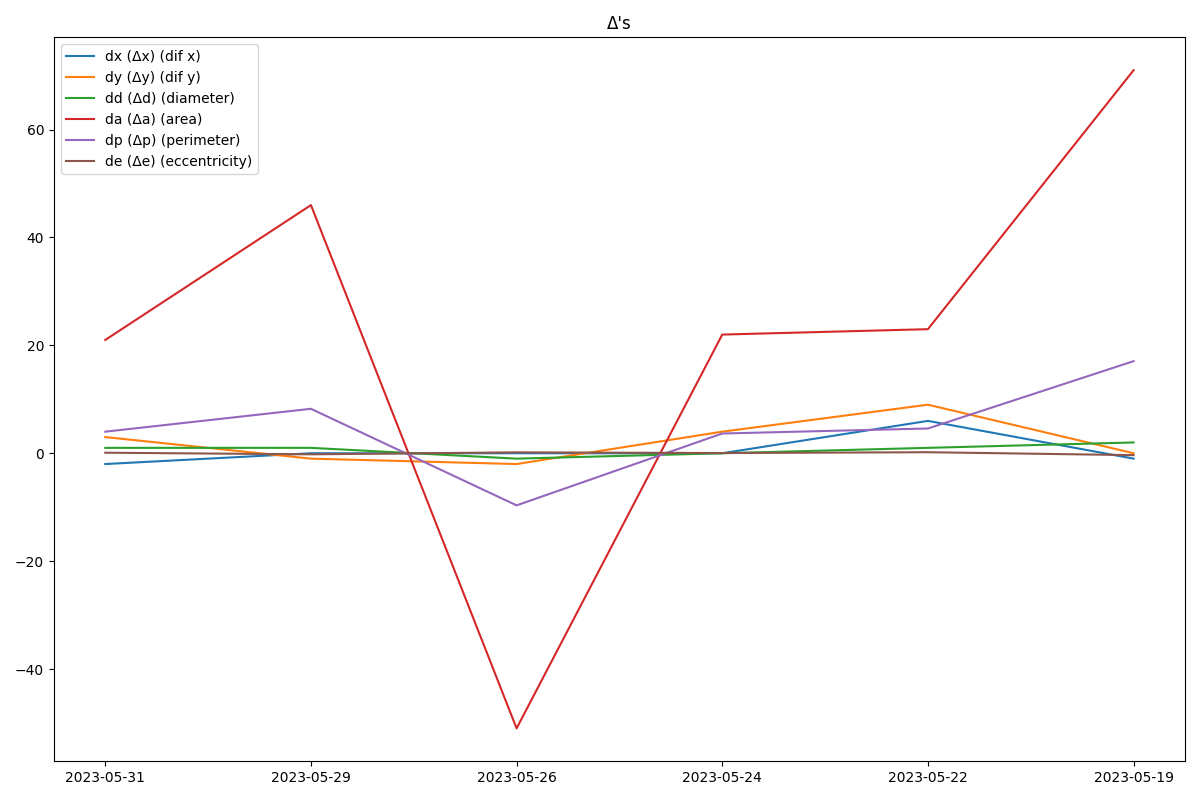 Δ's
dx (Δx) (dif x)
dy (Δy) (dif y)
dd (Δd) (diameter)
da (Δa) (area)
dp (Δp) (perimeter)
de (Δe) (eccentricity)
60
40
20
0
−20
−40
2023-05-31 2023-05-29 2023-05-26 2023-05-24 2023-05-22 2023-05-19